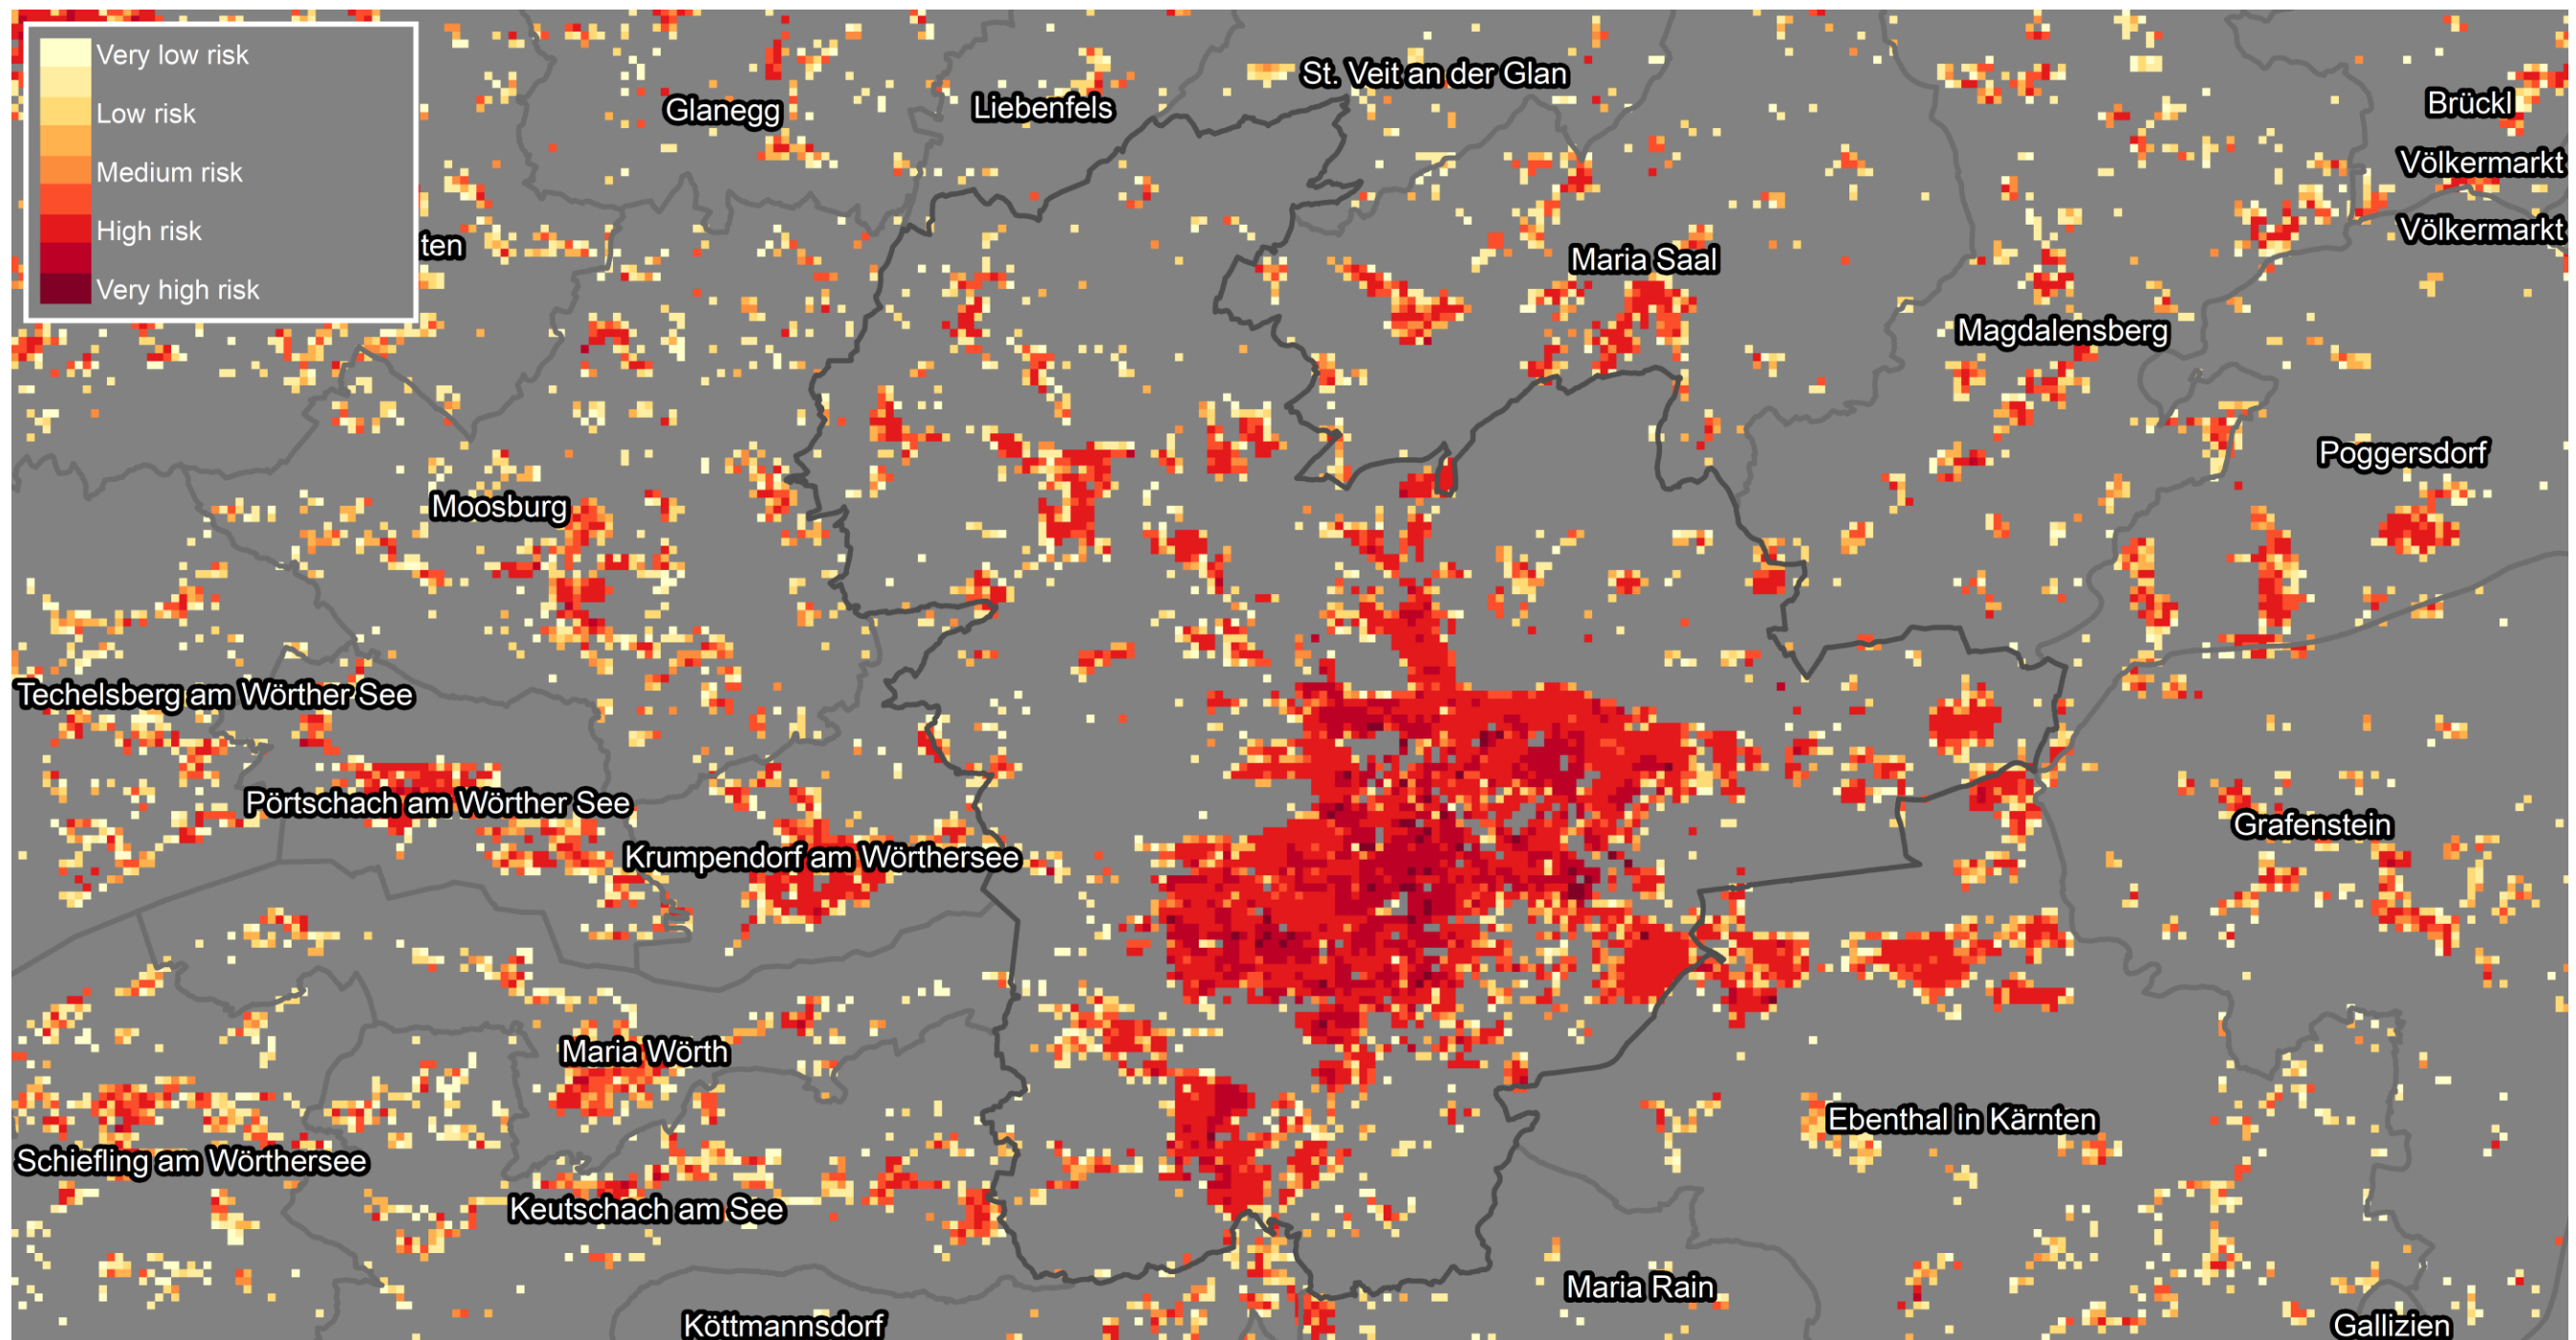 Very low risk
Low risk
Medium risk
High risk
Very high risk
ten
Glanegg
Liebenfels
St. Veit an der Glan
Brückl
Völkermarkt
Völkermarkt
Maria Saal
Magdalensberg
Poggersdorf
Moosburg
Techelsberg am Wörther See
Pörtschach am Wörther See
Krumpendorf am Wörthersee
Grafenstein
Maria Wörth
Ebenthal in Kärnten
Schiefling am Wörthersee
Keutschach am See
Maria Rain
Köttmannsdorf
Gallizien